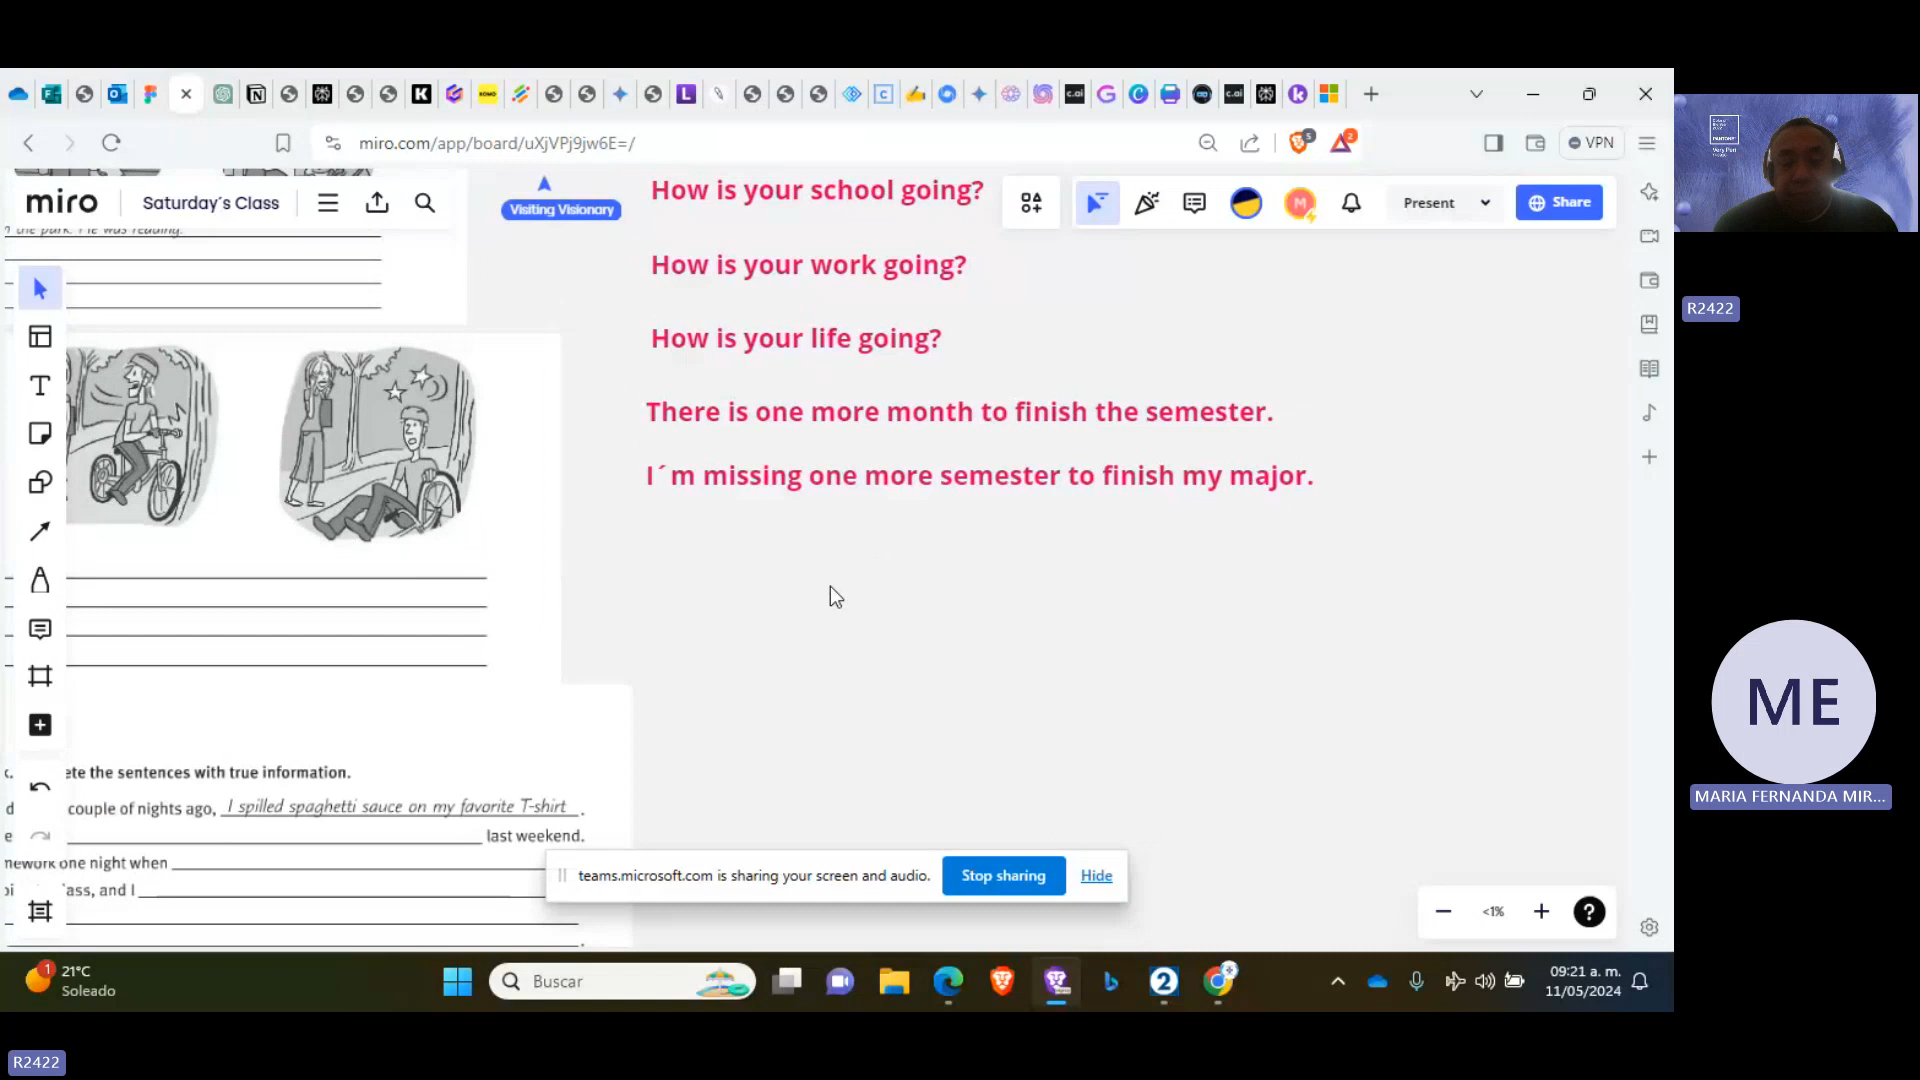 miro.com/app/board/uXjVPj9jw6E=/
VPN
miro
Saturday´s Class
Visiting Visionary
Present
Share
n the park. He was reading.
How is your school going?
How is your work going?
How is your life going?
There is one more month to finish the semester.
I´m missing one more semester to finish my major.
ete the sentences with true information.
couple of nights ago, I spilled spaghetti sauce on my favorite T-shirt .
last weekend.
nework one night when
ass, and I
teams.microsoft.com is sharing your screen and audio.
Stop sharing
Hide
<1%
21°C
Soleado
Buscar
09:21 a. m.
11/05/2024
R2422
ME
MARIA FERNANDA MIR...
R2422